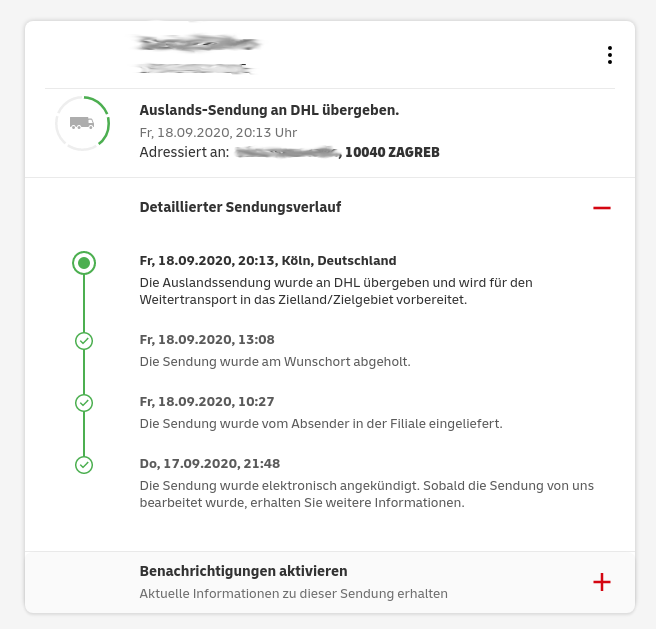 Auslands-Sendung an DHL übergeben.
Fr, 18.09.2020, 20:13 Uhr
Adressiert an: , 10040 ZAGREB
Detaillierter Sendungsverlauf
Fr, 18.09.2020, 20:13, Köln, Deutschland
Die Auslandssendung wurde an DHL übergeben und wird für den
Weitertransport in das Zielland/Zielgebiet vorbereitet.
Fr, 18.09.2020, 13:08
Die Sendung wurde am Wunschort abgeholt.
Fr, 18.09.2020, 10:27
Die Sendung wurde vom Absender in der Filiale eingeliefert.
Do, 17.09.2020, 21:48
Die Sendung wurde elektronisch angekündigt. Sobald die Sendung von uns
bearbeitet wurde, erhalten Sie weitere Informationen.
Benachrichtigungen aktivieren
Aktuelle Informationen zu dieser Sendung erhalten